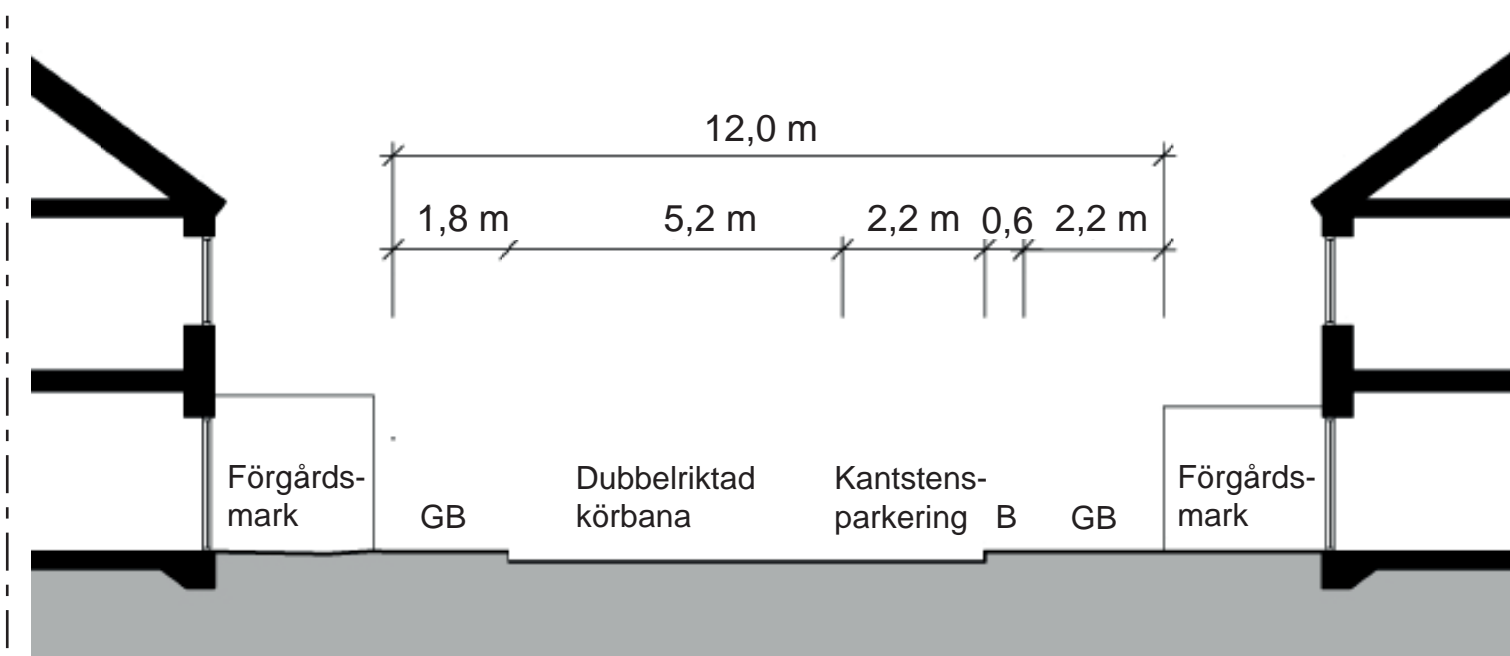 12,0 m
1,8 m 5,2 m 2,2 m 0,6 2,2 m
Förgårds-
mark
GB
Dubbelriktad
körbana
Kantstens-
parkering
B
GB
Förgårds-
mark